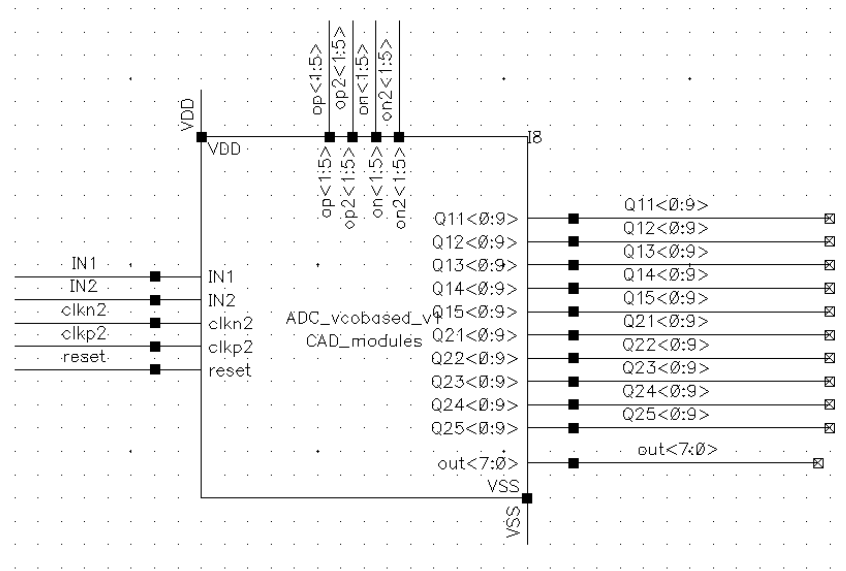 op<1:5>
op2<1:5>
on<1:5>
on2<1:5>
VDD
VDD
I8
op<1:5>
op2<1:5>
on<1:5>
on2<1:5>
Q11<0:9>
Q11<0:9>
Q12<0:9>
Q12<0:9>
Q13<0:9>
Q13<0:9>
Q14<0:9>
Q14<0:9>
Q15<0:9>
Q15<0:9>
Q21<0:9>
Q21<0:9>
Q22<0:9>
Q22<0:9>
Q23<0:9>
Q23<0:9>
Q24<0:9>
Q24<0:9>
Q25<0:9>
Q25<0:9>
out<7:0>
out<7:0>
IN1
IN1
IN2
IN2
clkn2
clkn2
clkp2
clkp2
reset
reset
ADC_vcobased_v1
CAD_modules
VSS
VSS